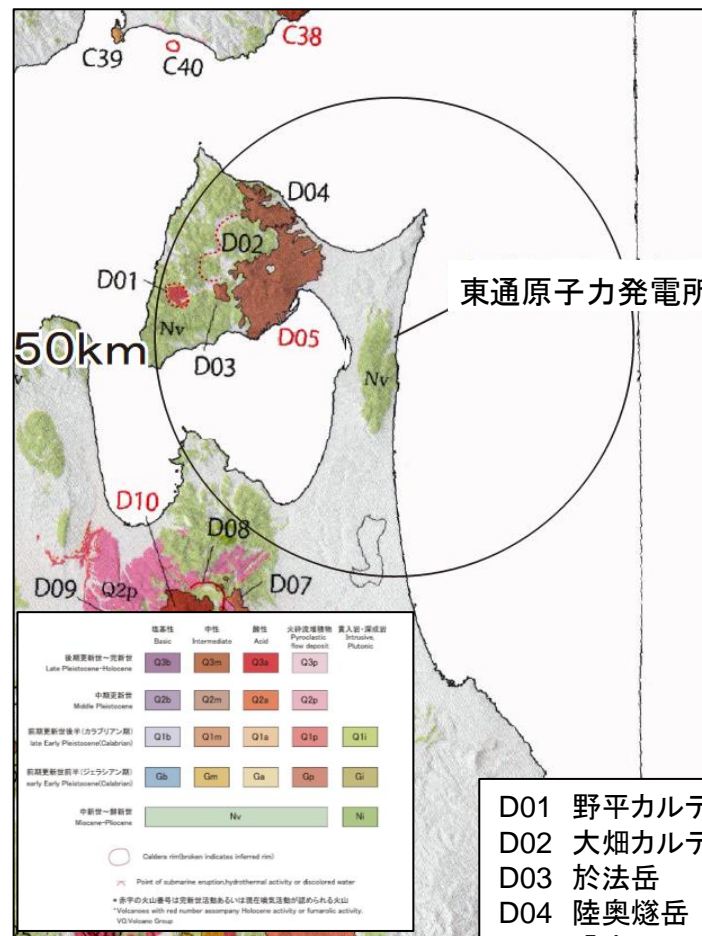 C39
C40
C38
D04
D02
D01
東通原子力発電所
Nv
D05
50km
D03
Nv
D10
D08
D09
Q2p
D07
塩基性 中性 酸性 火砕流堆積物 貫入岩・深成岩
Basic Intermediate Acid Pyroclastic flow deposit Intrusive, Plutonic
後期更新世～完新世
Late Pleistocene-Holocene
Q3b Q3m Q3a Q3p
中期更新世
Middle Pleistocene
Q2b Q2m Q2a Q2p
前期更新世後半(カラブリアン期)
late Early Pleistocene(Calabrian)
Q1b Q1m Q1a Q1p Q1i
前期更新世前半(ジェラシアン期)
early Early Pleistocene(Calabrian)
Gb Gm Ga Gp Gi
中新世～鮮新世
Miocene-Pliocene
Nv Ni
Caldera rim(broken indicates inferred rim)
Point of submarine eruption,hydrothermal activity or discolored water
* 赤字の火山番号は完新世活動あるいは現在噴気活動が認められる火山
*Volcanoes with red number assompany Holocene activity or fumarolic activity.
VG:Volcano Group
D01 野平カルデ
D02 大畑カルデ
D03 於法岳
D04 陸奥燧岳